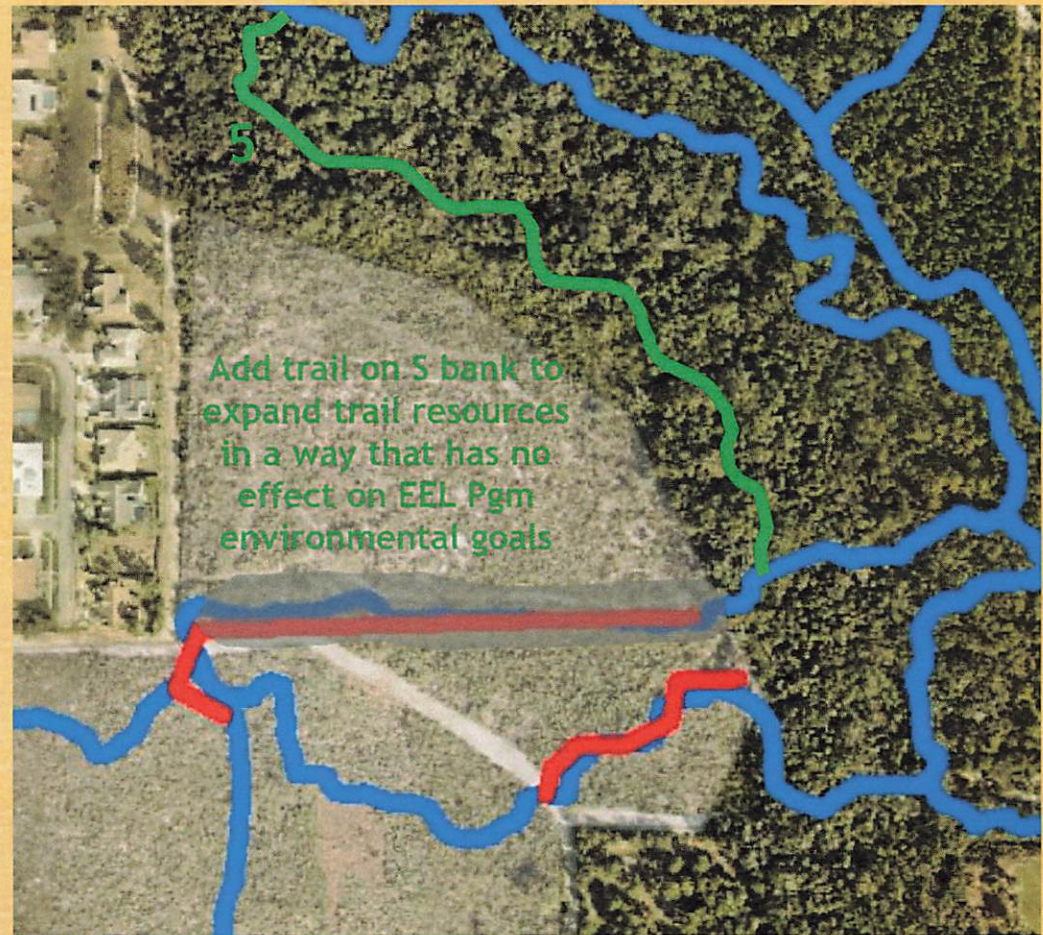 5
Add trail on S bank to
expand trail resources
in a way that has no
effect on EEL Pgm
environmental goals